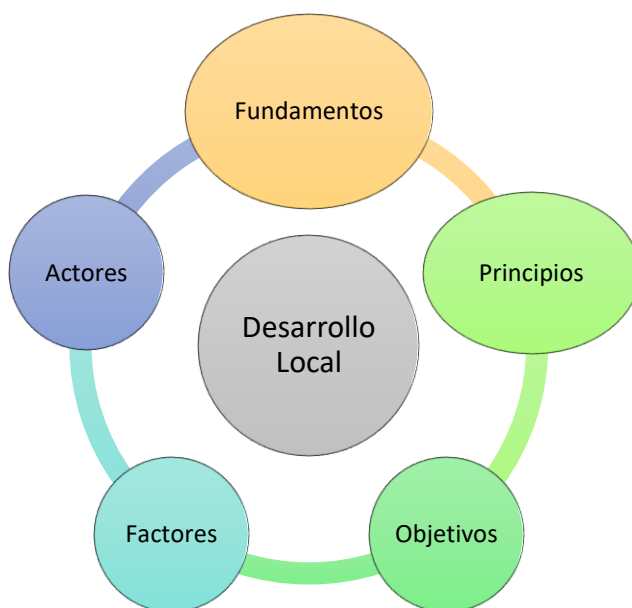 Fundamentos
Principios
Objetivos
Factores
Actores
Desarrollo
Local